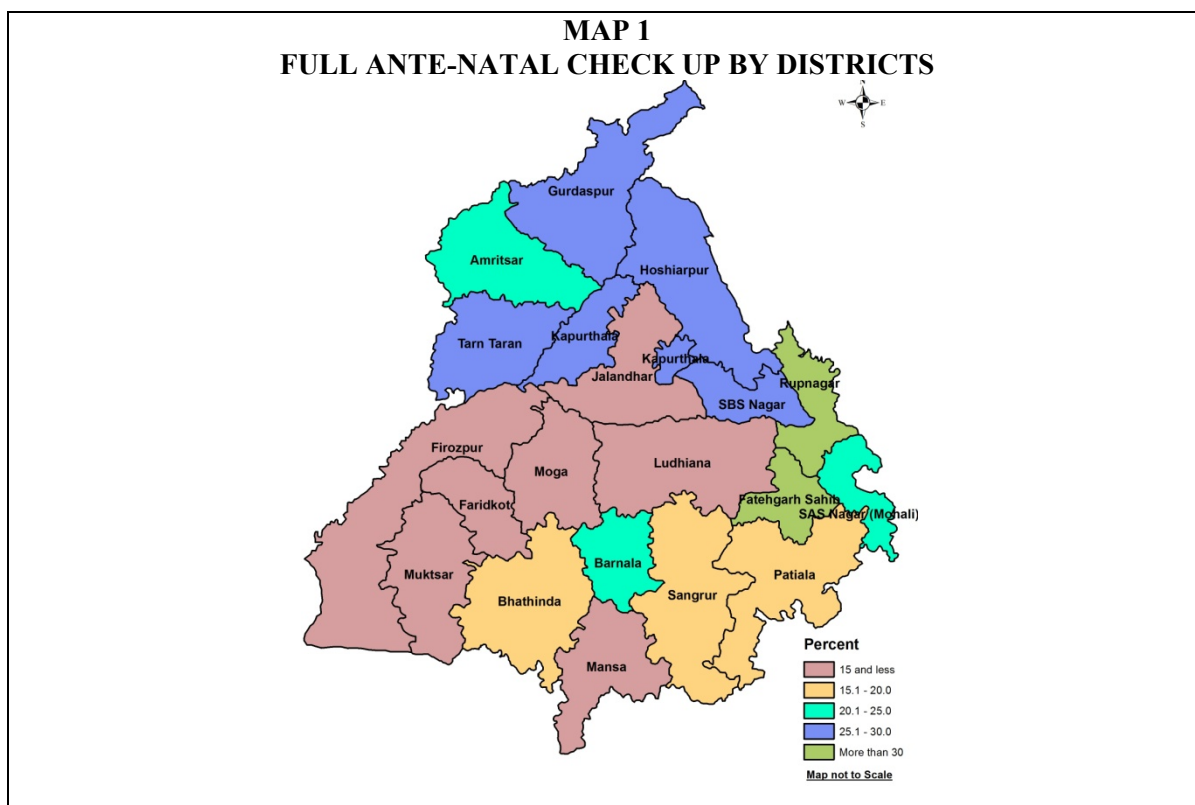 MAP 1
FULL ANTE-NATAL CHECK UP BY DISTRICTS
N
W E
S
Gurdaspur
Amritsar
Hoshiarpur
Tarn Taran
Kapurthala
Kapurthala
Jalandhar
Rupnagar
SBS Nagar
Firozpur
Moga
Ludhiana
Faridkot
Fatehgarh Sahib
SAS Nagar (Mohali)
Muktsar
Bhathinda
Barnala
Sangrur
Patiala
Mansa
Percent
15 and less
15.1 - 20.0
20.1 - 25.0
25.1 - 30.0
More than 30
Map not to Scale